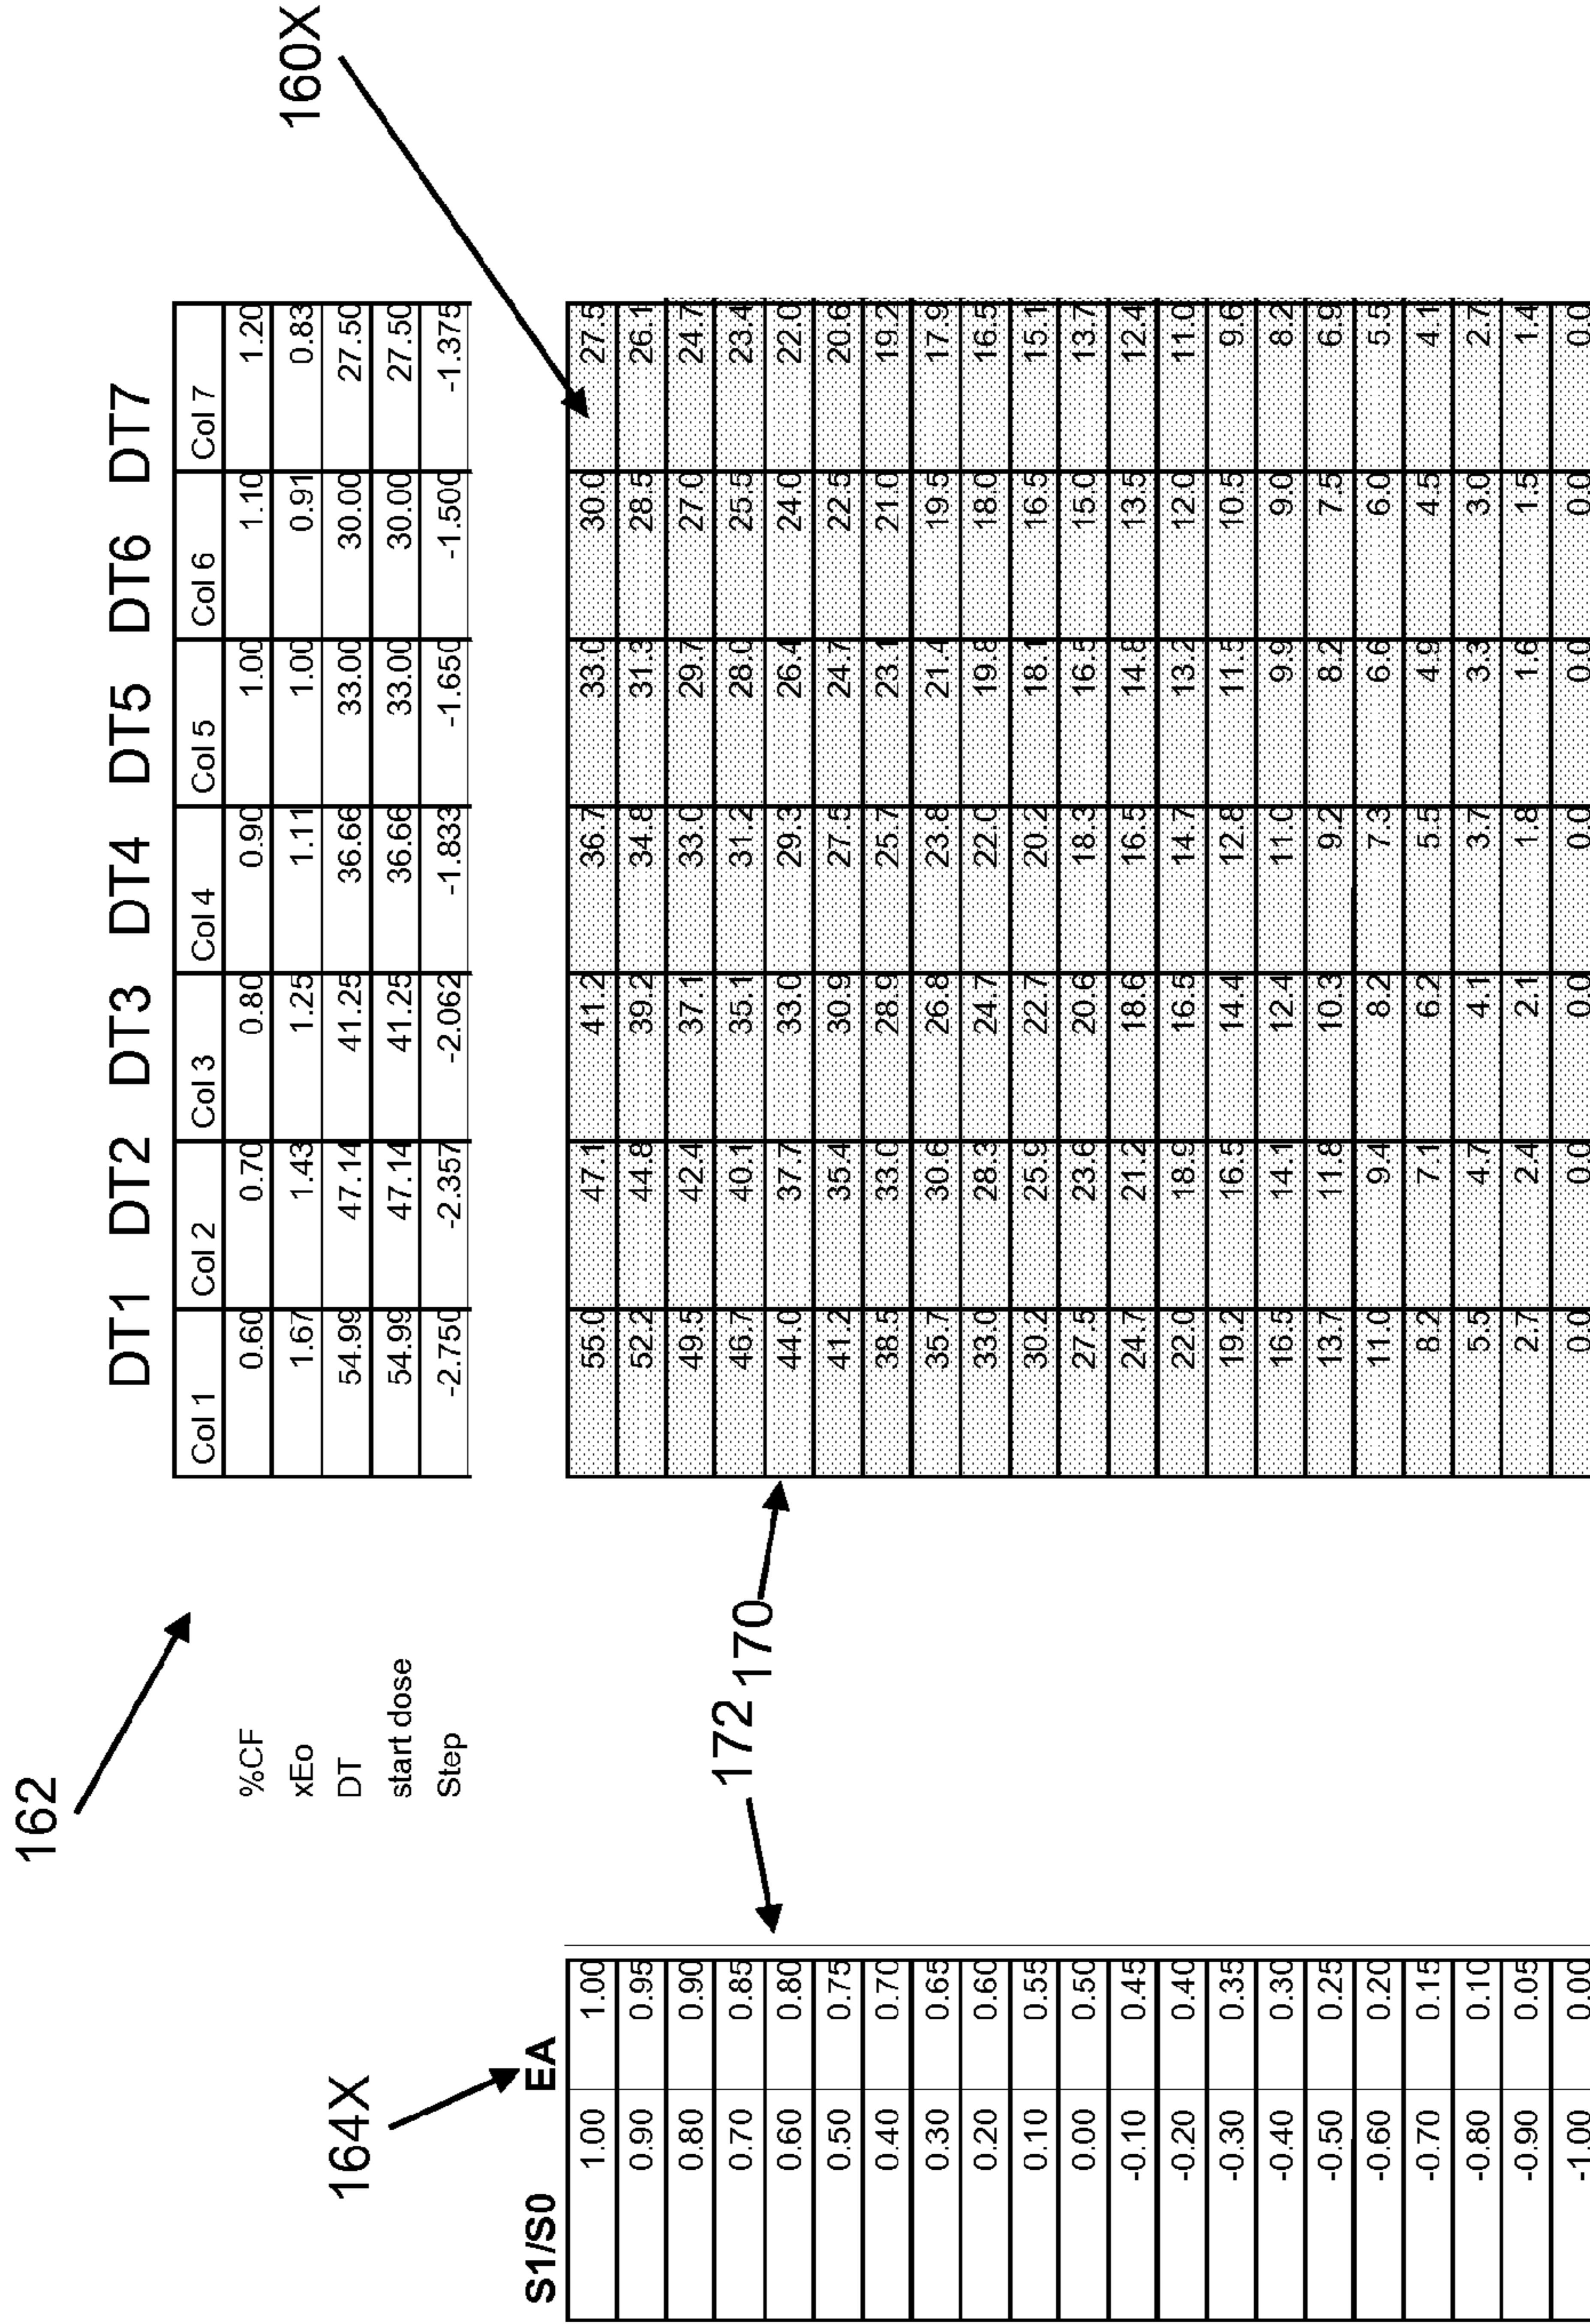 162
DT1 DT2 DT3 DT4 DT5 DT6 DT7
160X
Col 1 Col 2 Col 3 Col 4 Col 5 Col 6 Col 7
%CF 0.60 0.70 0.80 0.90 1.00 1.10 1.20
xEo 1.67 1.43 1.25 1.11 1.00 0.91 0.83
DT 54.99 47.14 41.25 36.66 33.00 30.00 27.50
start dose 54.99 47.14 41.25 36.66 33.00 30.00 27.50
Step -2.750 -2.357 -2.062 -1.833 -1.650 -1.500 -1.375
164X
172 170
S1/S0 EA
1.00 1.00 55.0 47.1 41.2 36.7 33.0 30.0 27.5
0.90 0.95 52.2 44.8 39.2 34.8 31.3 28.5 26.1
0.80 0.90 49.5 42.4 37.1 33.0 29.7 27.0 24.7
0.70 0.85 46.7 40.1 35.1 31.2 28.0 25.5 23.4
0.60 0.80 44.0 37.7 33.0 29.3 26.4 24.0 22.0
0.50 0.75 41.2 35.4 30.9 27.5 24.7 22.5 20.6
0.40 0.70 38.5 33.0 28.9 25.7 23.1 21.0 19.2
0.30 0.65 35.7 30.6 26.8 23.8 21.4 19.5 17.9
0.20 0.60 33.0 28.3 24.7 22.0 19.8 18.0 16.5
0.10 0.55 30.2 25.9 22.7 20.2 18.1 16.5 15.1
0.00 0.50 27.5 23.6 20.6 18.3 16.5 15.0 13.7
-0.10 0.45 24.7 21.2 18.6 16.5 14.8 13.5 12.4
-0.20 0.40 22.0 18.9 16.5 14.7 13.2 12.0 11.0
-0.30 0.35 19.2 16.5 14.4 12.8 11.5 10.5 9.6
-0.40 0.30 16.5 14.1 12.4 11.0 9.9 9.0 8.2
-0.50 0.25 13.7 11.8 10.3 9.2 8.2 7.5 6.9
-0.60 0.20 11.0 9.4 8.2 7.3 6.6 6.0 5.5
-0.70 0.15 8.2 7.1 6.2 5.5 4.9 4.5 4.1
-0.80 0.10 5.5 4.7 4.1 3.7 3.3 3.0 2.7
-0.90 0.05 2.7 2.4 2.1 1.8 1.6 1.5 1.4
-1.00 0.00 0.0 0.0 0.0 0.0 0.0 0.0 0.0